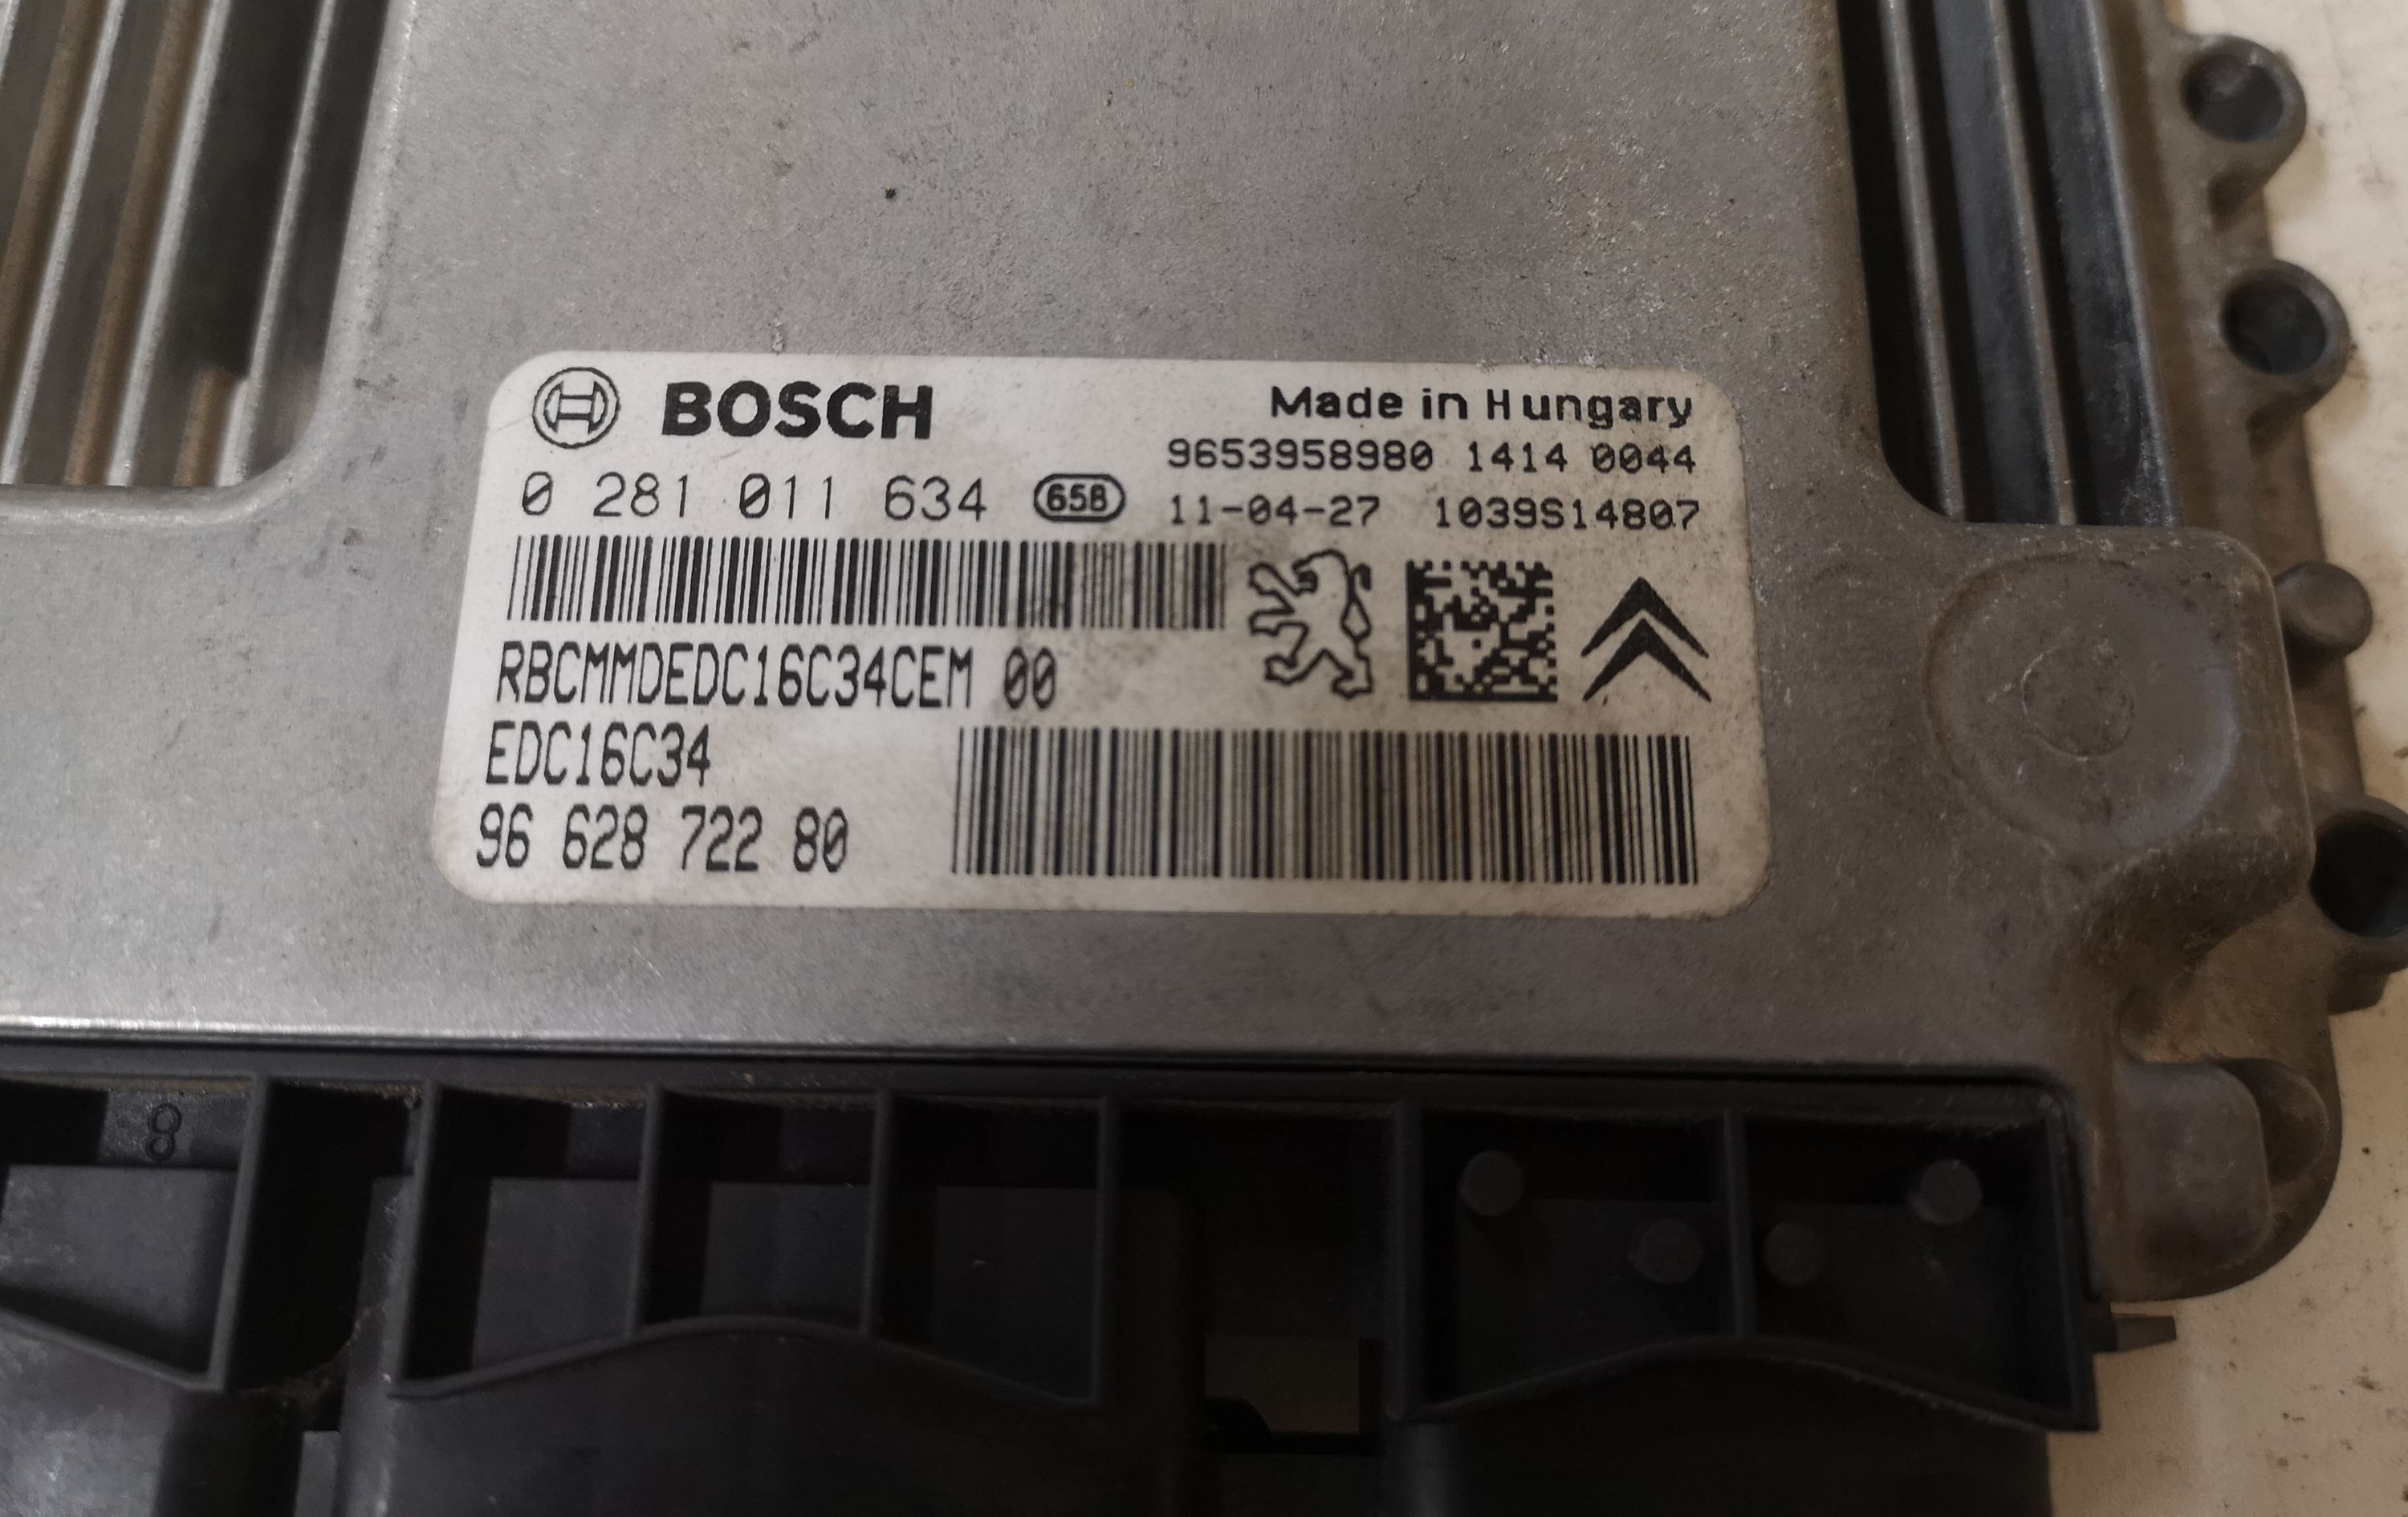 BOSCH
Made in Hungary
9653958980 1414 0044
0 281 011 634 658
11-04-27 1039S14807
RBCMMDEDC16C34CEM 00
EDC16C34
96 628 722 80
8